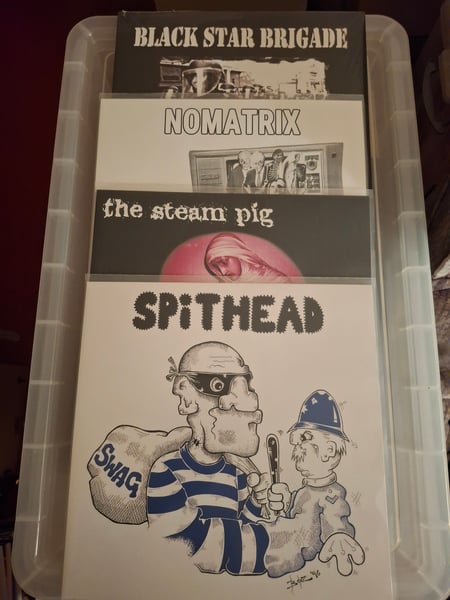 BLACK STAR BRIGADE
NOMATRIX
the steam pig
SPiTHEAD
SWAG